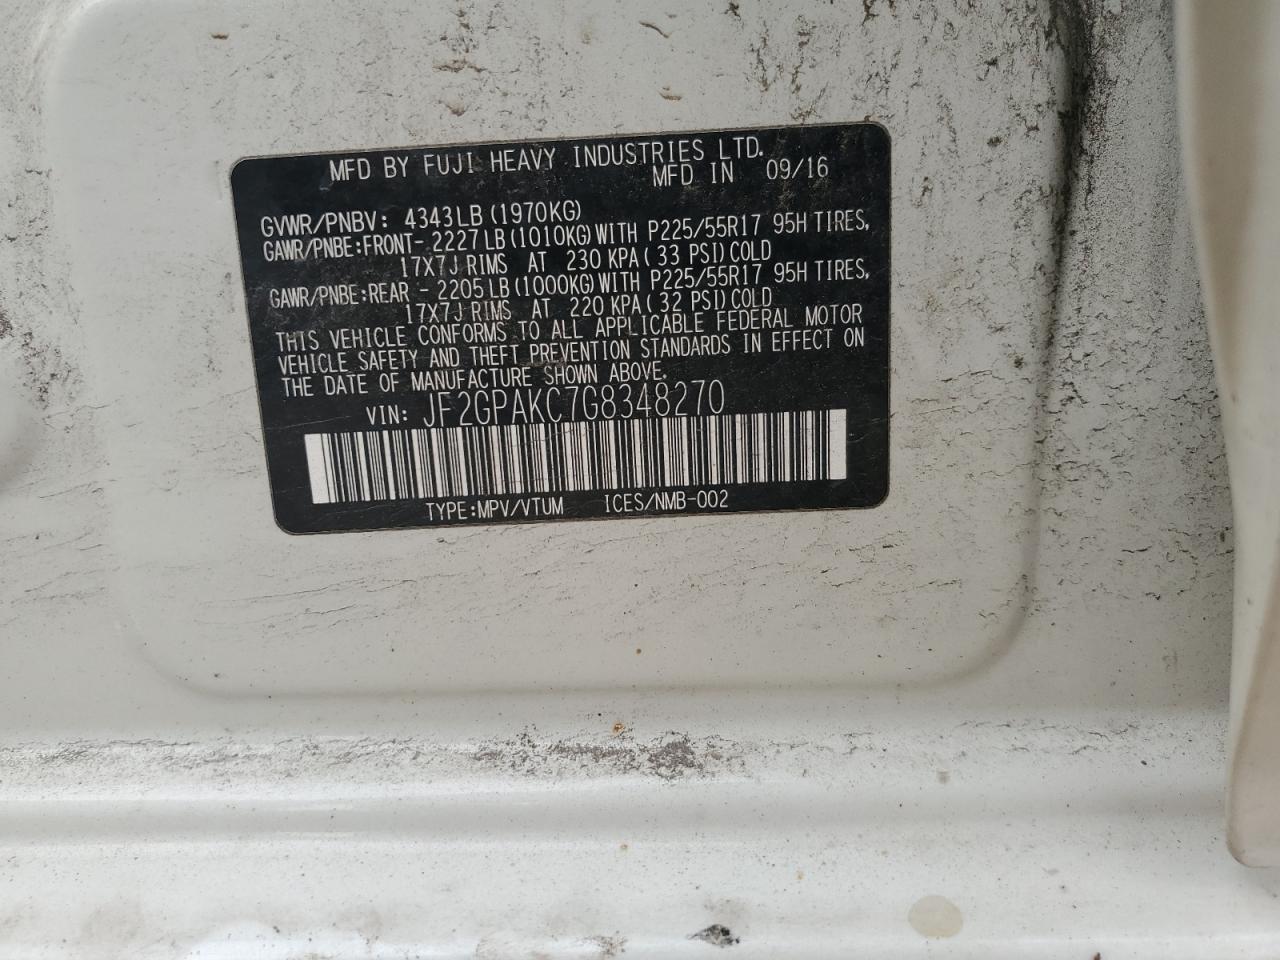 MFD BY FUJI HEAVY INDUSTRIES LTD.
MFD IN 09/16
GVWR/PNBV: 4343LB(1970KG)
GAWR/PNBE:FRONT- 2227LB(1010KG)WITH P225/55R17 95H TIRES,
17X7J RIMS AT 230 KPA( 33 PSI)COLD
GAWR/PNBE:REAR - 2205LB(1000KG)WITH P225/55R17 95H TIRES,
17X7J RIMS AT 220 KPA( 32 PSI)COLD
THIS VEHICLE CONFORMS TO ALL APPLICABLE FEDERAL MOTOR
VEHICLE SAFETY AND THEFT PREVENTION STANDARDS IN EFFECT ON
THE DATE OF MANUFACTURE SHOWN ABOVE.
VIN: JF2GPAKC7G8348270
TYPE:MPV/VTUM ICES/NMB-002